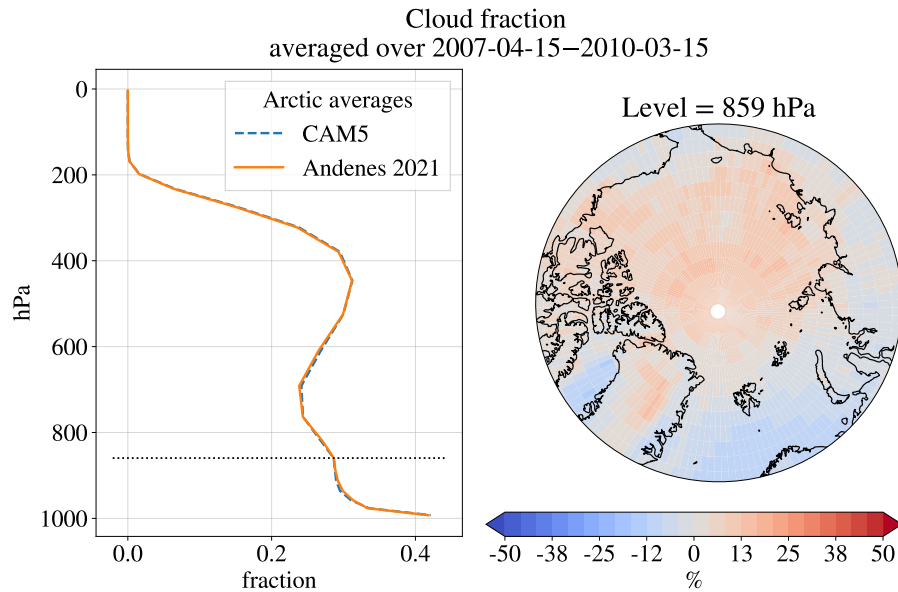 Cloud fraction
averaged over 2007-04-15−2010-03-15
Arctic averages
CAM5
Andenes 2021
0
200
400
600
800
1000
hPa
0.0
0.2
0.4
fraction
Level = 859 hPa
-50
-38
-25
-12
0
13
25
38
50
%